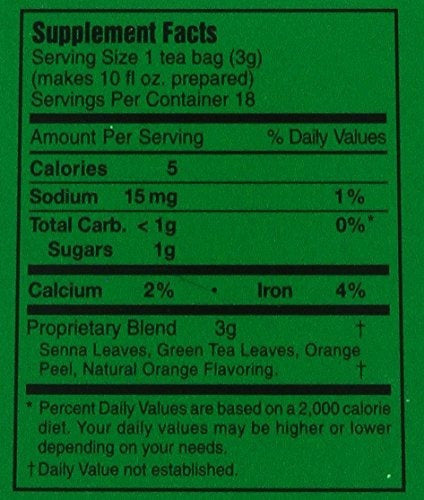 Supplement Facts
Serving Size 1 tea bag (3g)
(makes 10 fl oz. prepared)
Servings Per Container 18
Amount Per Serving % Daily Values
Calories 5
Sodium 15 mg 1%
Total Carb. < 1g 0%*
Sugars 1g
Calcium 2% • Iron 4%
Proprietary Blend 3g †
Senna Leaves, Green Tea Leaves, Orange
Peel, Natural Orange Flavoring. †
* Percent Daily Values are based on a 2,000 calorie
diet. Your daily values may be higher or lower
depending on your needs.
† Daily Value not established.